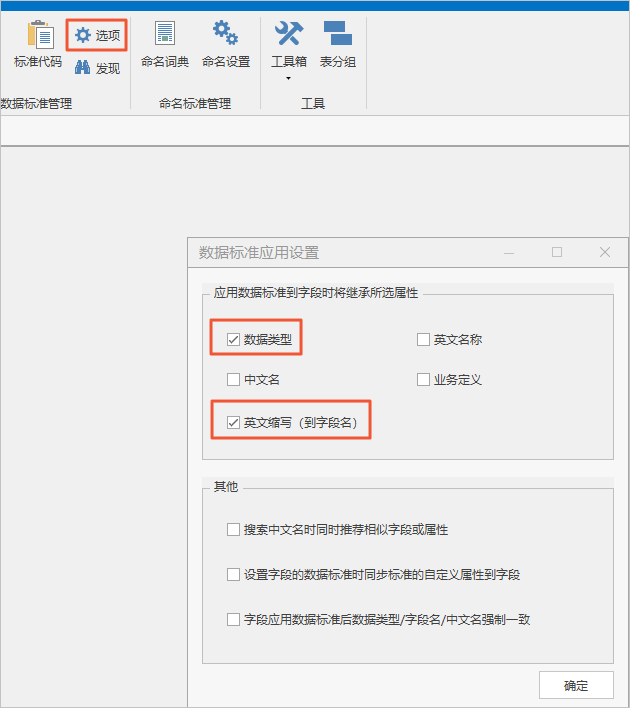 标准代码
选项
发现
命名词典
命名设置
工具箱
表分组
数据标准管理
命名标准管理
工具
数据标准应用设置
应用数据标准到字段时将继承所选属性
数据类型
英文名称
中文名
业务定义
英文缩写（到字段名）
其他
搜索中文名时同时推荐相似字段或属性
设置字段的数据标准时同步标准的自定义属性到字段
字段应用数据标准后数据类型/字段名/中文名强制一致
确定